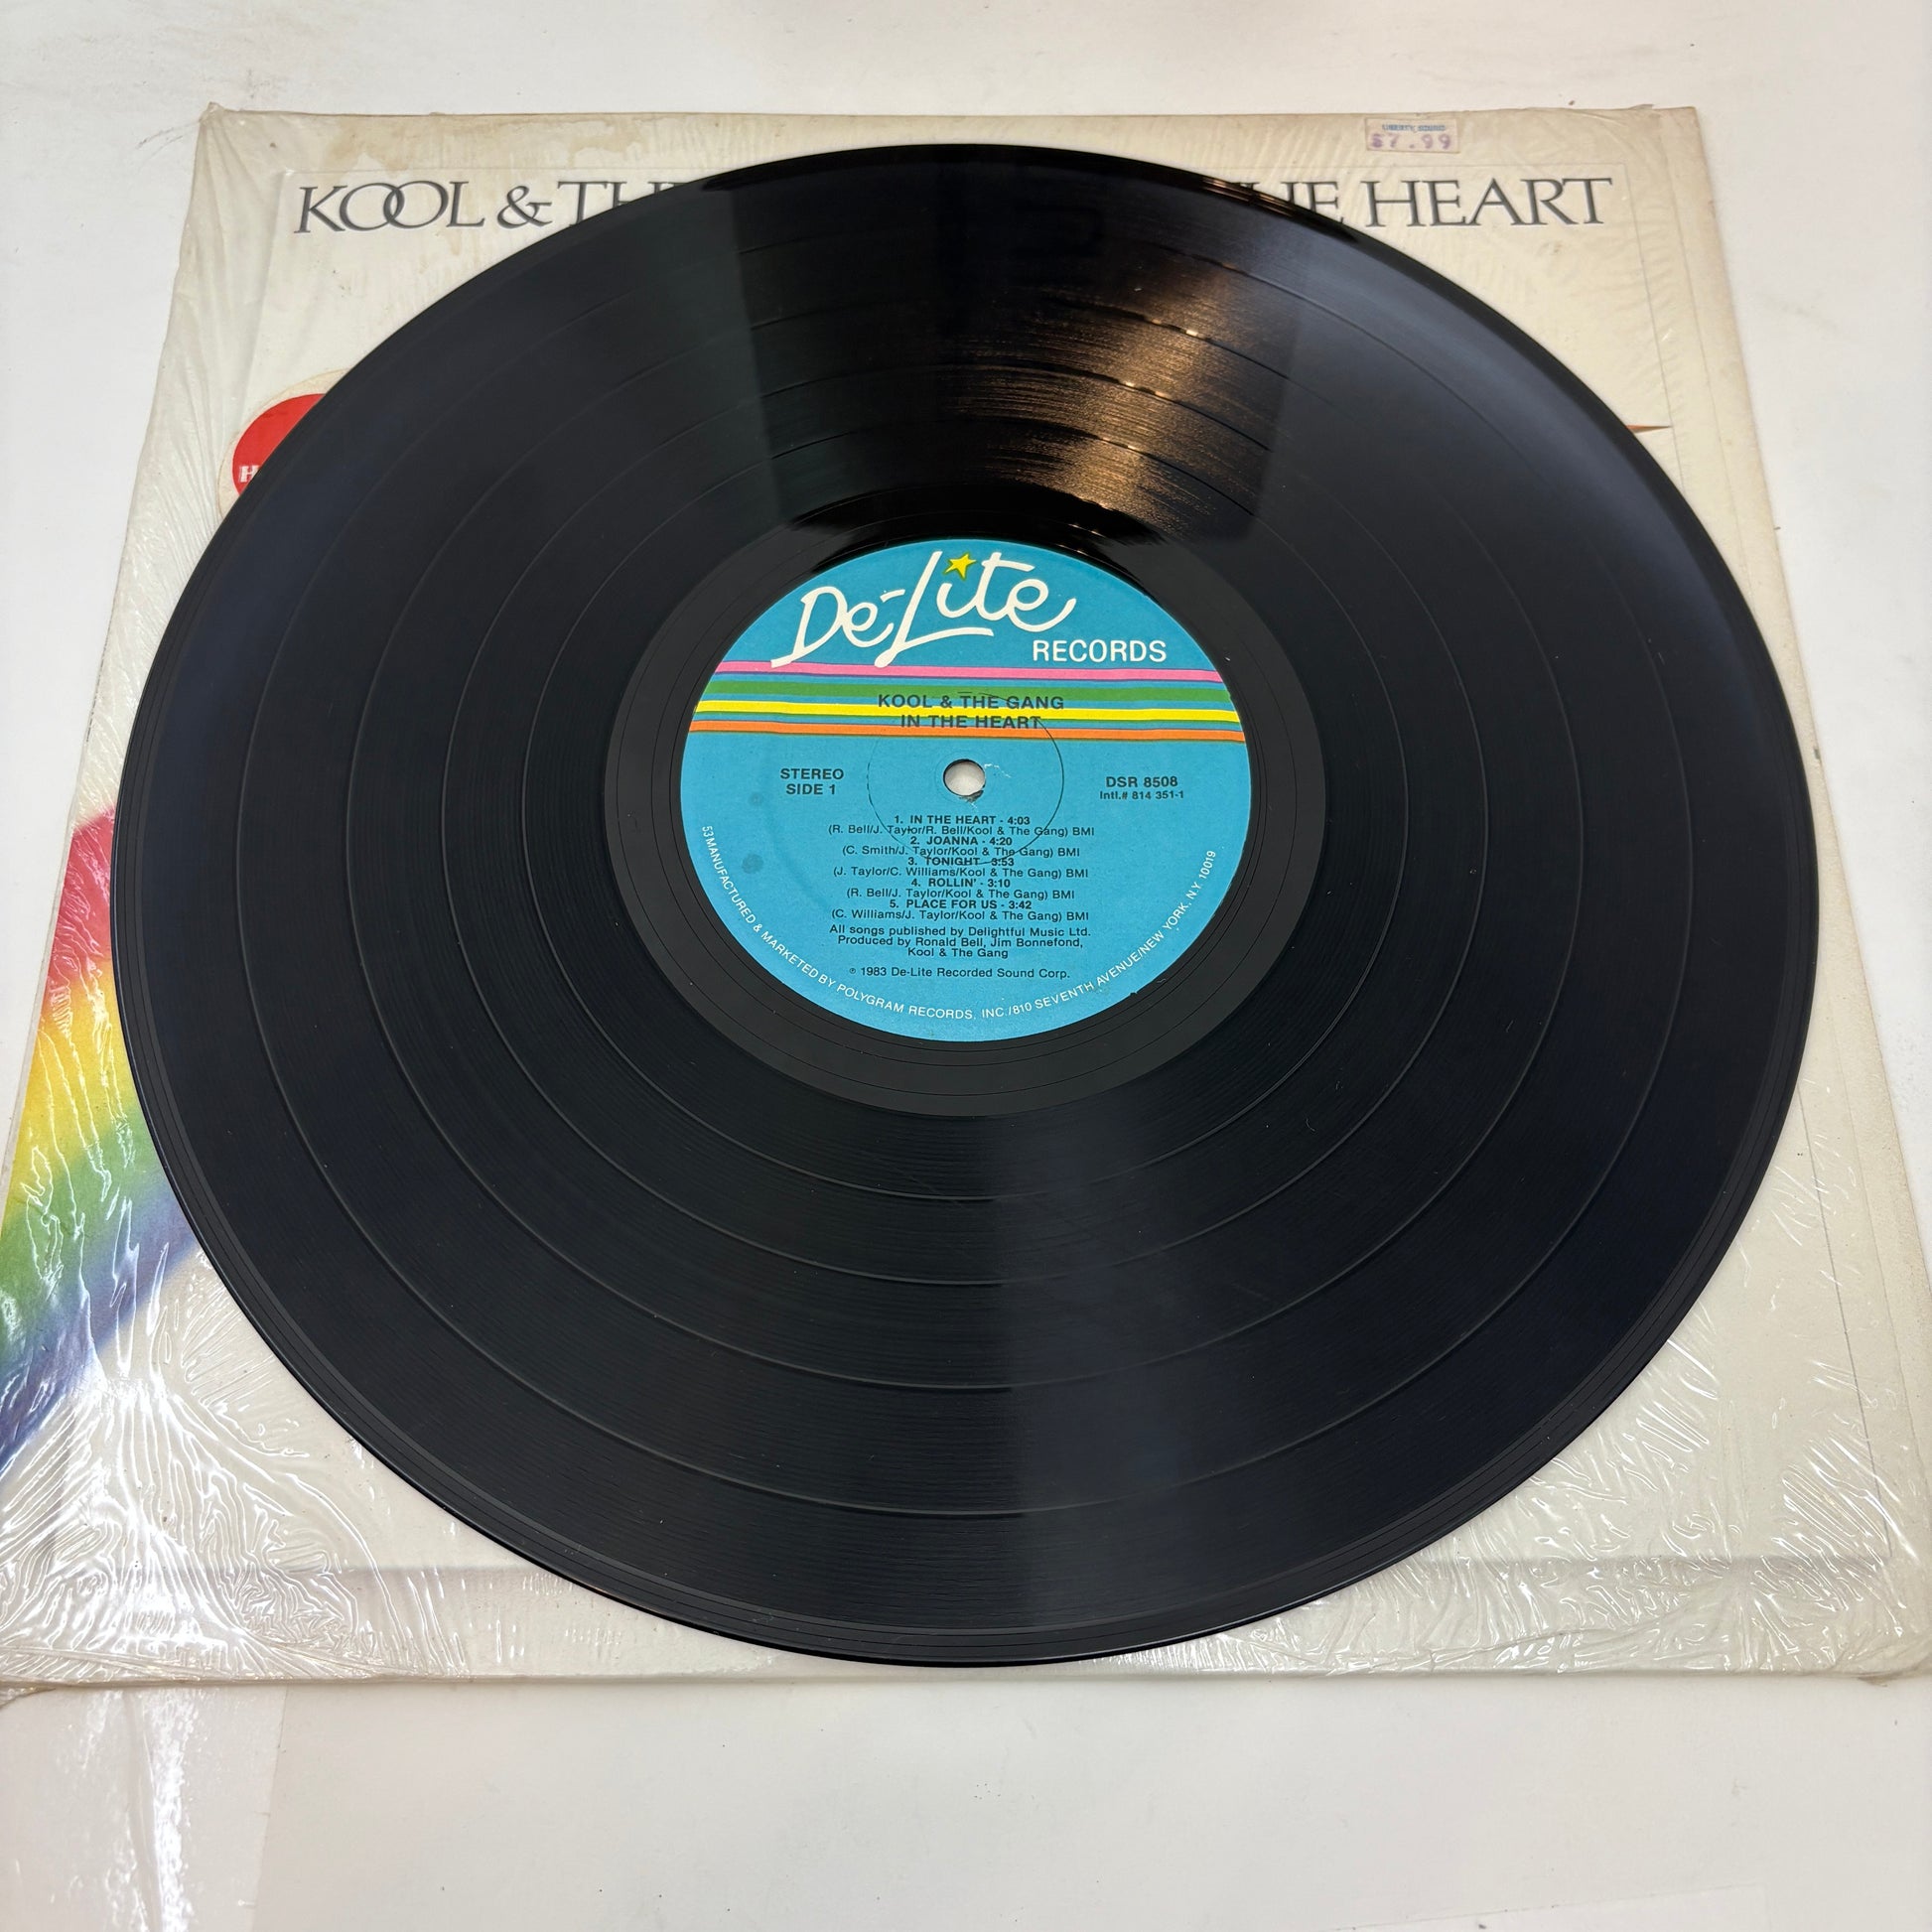 LIBERTY SOUND
$7.99
KOOL & THE HEART
H
De-Lite
RECORDS
KOOL & THE GANG
IN THE HEART
STEREO
SIDE 1
DSR 8508
Intl.# 814 351-1
1. IN THE HEART - 4:03
(R. Bell/J. Taylor/R. Bell/Kool & The Gang) BMI
2. JOANNA - 4:20
(C. Smith/J. Taylor/Kool & The Gang) BMI
3. TONIGHT - 3:53
(J. Taylor/C. Williams/Kool & The Gang) BMI
4. ROLLIN' - 3:10
(R. Bell/J. Taylor/Kool & The Gang) BMI
5. PLACE FOR US - 3:42
(C. Williams/J. Taylor/Kool & The Gang) BMI
All songs published by Delightful Music Ltd.
Produced by Ronald Bell, Jim Bonnefond,
Kool & The Gang
℗ 1983 De-Lite Recorded Sound Corp.
53 MANUFACTURED & MARKETED BY POLYGRAM RECORDS, INC./810 SEVENTH AVENUE/NEW YORK, N.Y. 10019